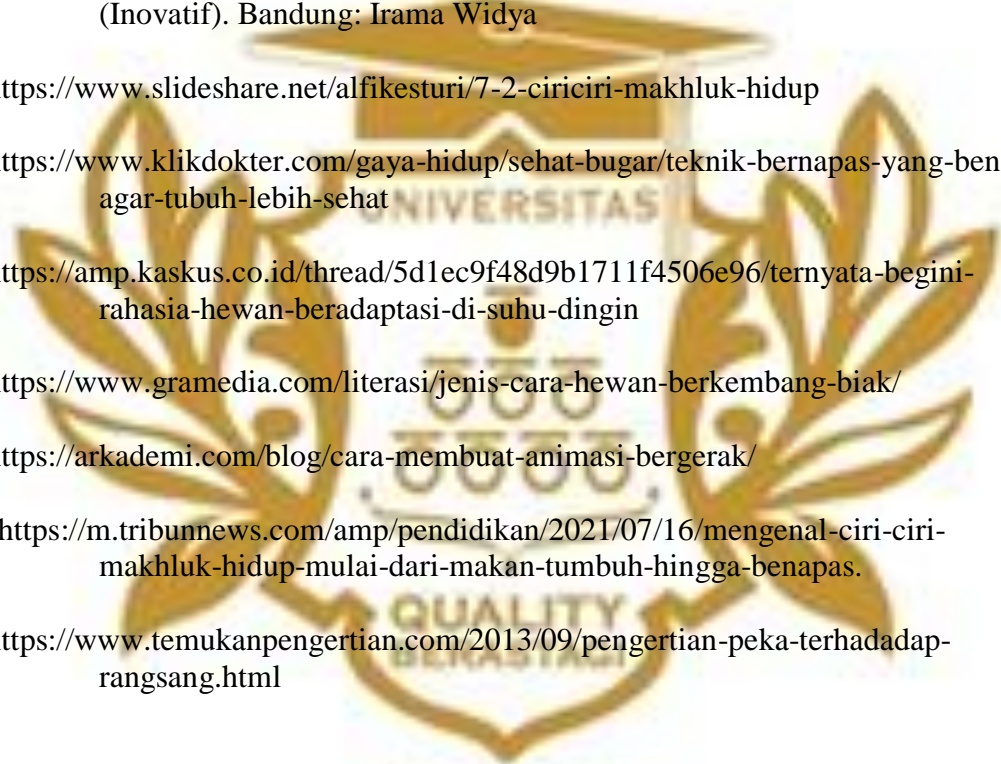 (Inovatif). Bandung: Irama Widya
ttps://www.slideshare.net/alfikesturi/7-2-ciriciri-makhluk-hidup
ttps://www.klikdokter.com/gaya-hidup/sehat-bugar/teknik-bernapas-yang-ben
agar-tubuh-lebih-sehat
UNIVERSITAS
ttps://amp.kaskus.co.id/thread/5d1ec9f48d9b1711f4506e96/ternyata-begini-
rahasia-hewan-beradaptasi-di-suhu-dingin
ttps://www.gramedia.com/literasi/jenis-cara-hewan-berkembang-biak/
ttps://arkademi.com/blog/cara-membuat-animasi-bergerak/
https://m.tribunnews.com/amp/pendidikan/2021/07/16/mengenal-ciri-ciri-
makhluk-hidup-mulai-dari-makan-tumbuh-hingga-benapas.
QUALITY
ttps://www.temukanpengertian.com/2013/09/pengertian-peka-terhadadap-
BERASTAGI
rangsang.html